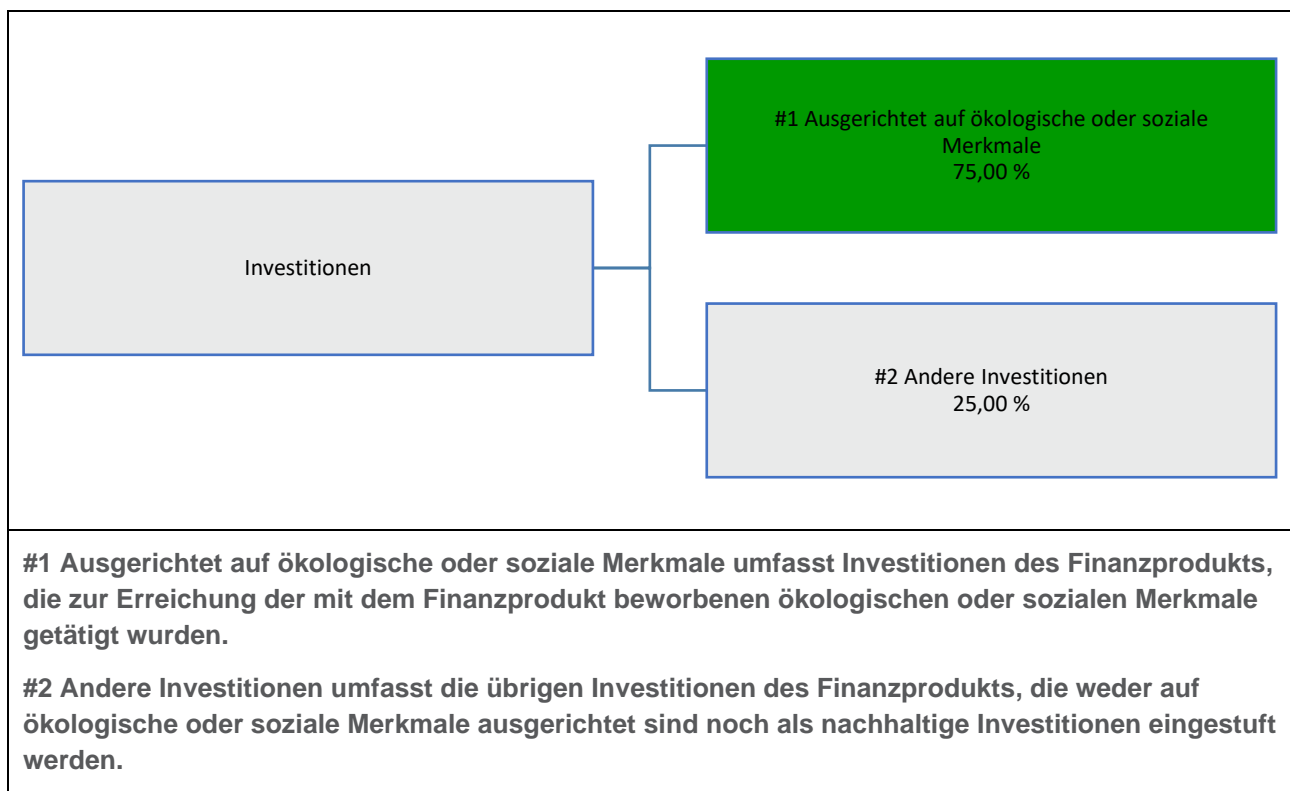 #1 Ausgerichtet auf ökologische oder soziale
Merkmale
75,00 %
Investitionen
#2 Andere Investitionen
25,00 %
#1 Ausgerichtet auf ökologische oder soziale Merkmale umfasst Investitionen des Finanzprodukts,
die zur Erreichung der mit dem Finanzprodukt beworbenen ökologischen oder sozialen Merkmale
getätigt wurden.
#2 Andere Investitionen umfasst die übrigen Investitionen des Finanzprodukts, die weder auf
ökologische oder soziale Merkmale ausgerichtet sind noch als nachhaltige Investitionen eingestuft
werden.